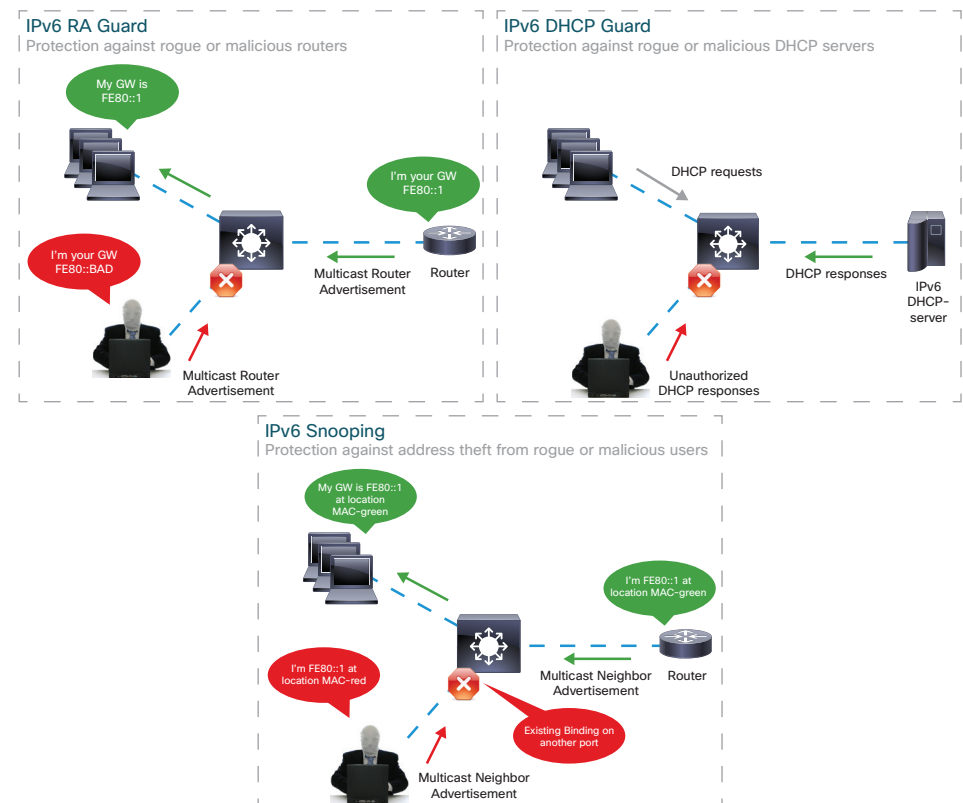 IPv6 RA Guard
Protection against rogue or malicious routers
My GW is
FE80::1
I'm your GW
FE80::1
I'm your GW
FE80::BAD
Multicast Router
Advertisement
Router
Multicast Router
Advertisement
IPv6 DHCP Guard
Protection against rogue or malicious DHCP servers
DHCP requests
DHCP responses
IPv6
DHCP-
server
Unauthorized
DHCP responses
IPv6 Snooping
Protection against address theft from rogue or malicious users
My GW is FE80::1
at location
MAC-green
I'm FE80::1 at
location MAC-green
I'm FE80::1 at
location MAC-red
Multicast Neighbor
Advertisement
Router
Existing Binding on
another port
Multicast Neighbor
Advertisement